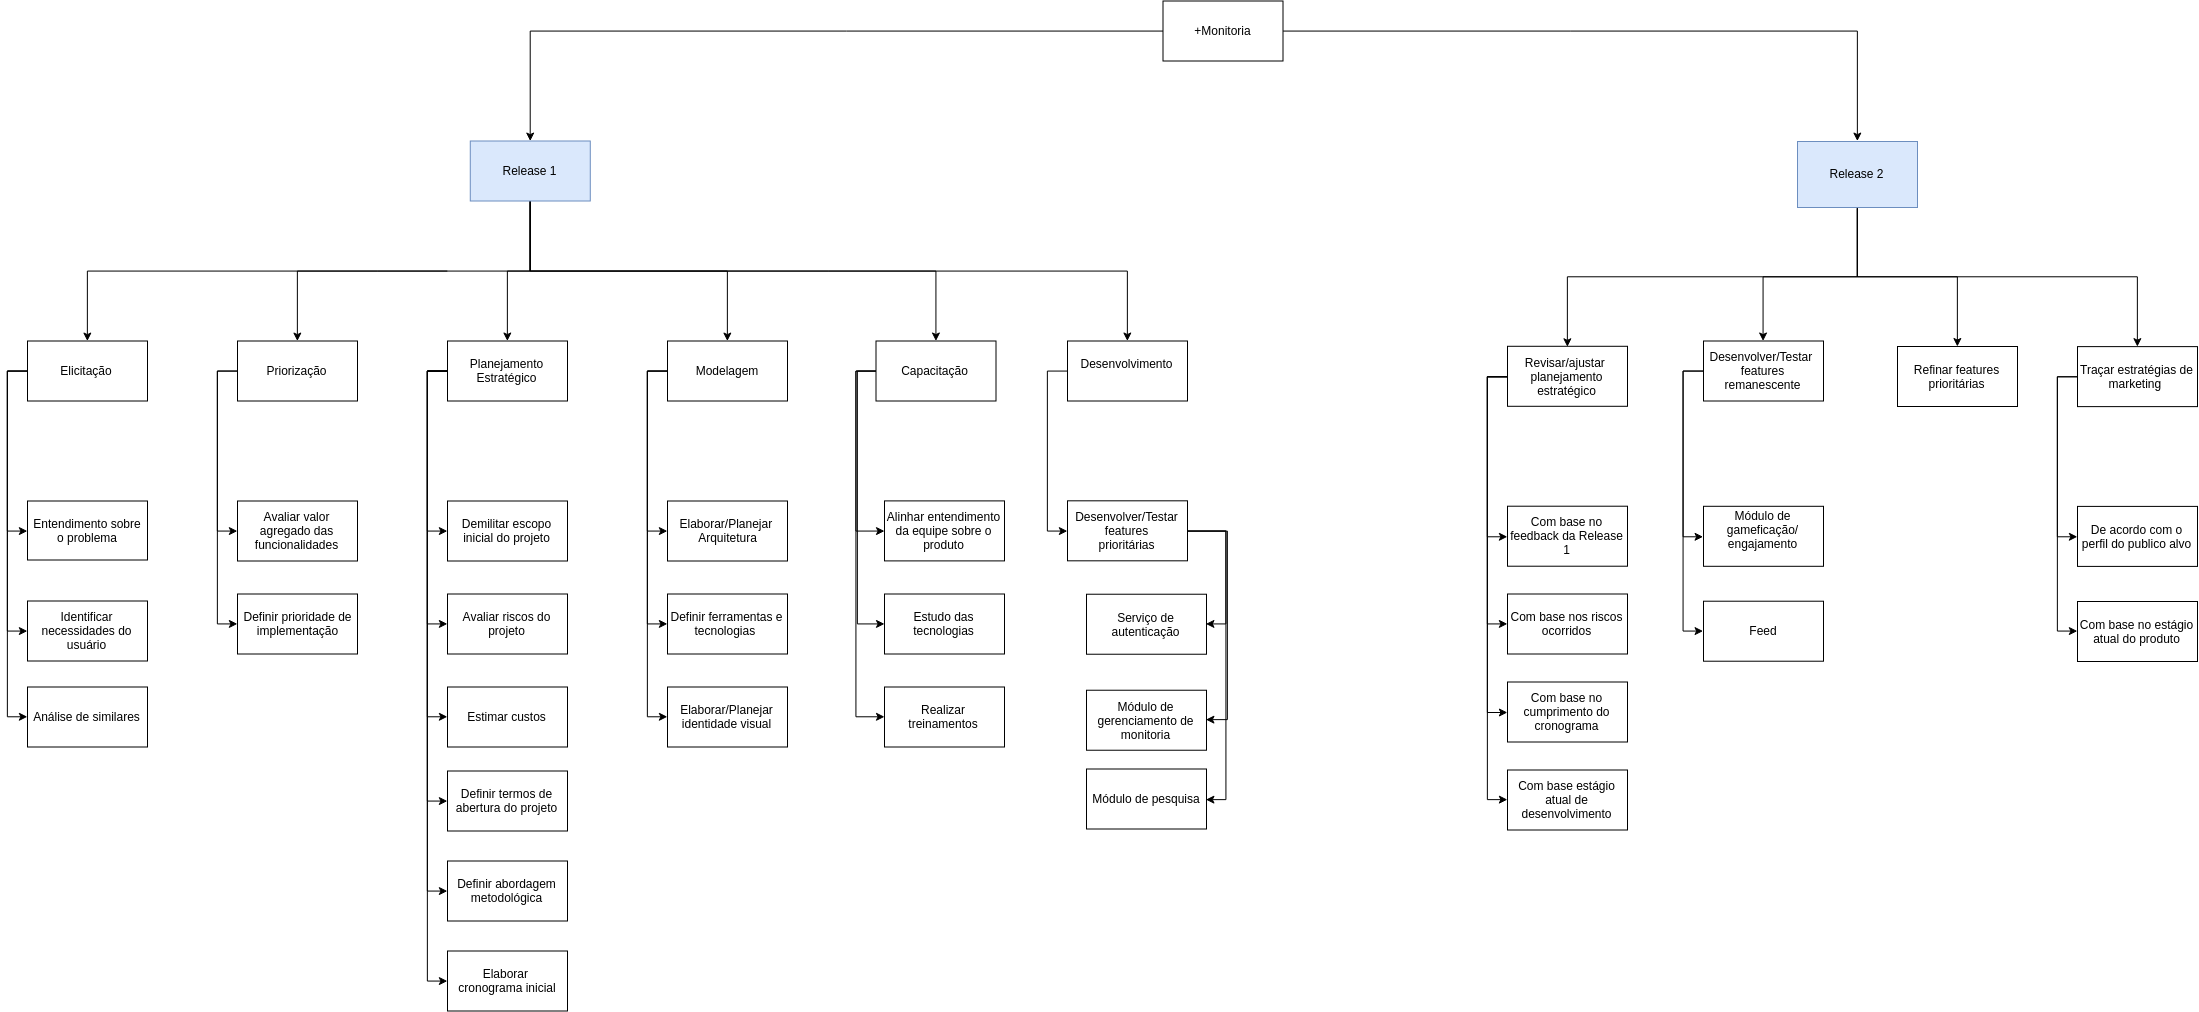 +Monitoria
Release 1
Release 2
Elicitação
Priorização
Planejamento
Estratégico
Modelagem
Capacitação
Desenvolvimento
Revisar/ajustar
planejamento
estratégico
Desenvolver/Testar
features
remanescente
Refinar features
prioritárias
Traçar estratégias de
marketing
Entendimento sobre
o problema
Avaliar valor
agregado das
funcionalidades
Demilitar escopo
inicial do projeto
Elaborar/Planejar
Arquitetura
Alinhar entendimento
da equipe sobre o
produto
Desenvolver/Testar
features
prioritárias
Com base no
feedback da Release
1
Módulo de
gameficação/
engajamento
De acordo com o
perfil do publico alvo
Identificar
necessidades do
usuário
Definir prioridade de
implementação
Avaliar riscos do
projeto
Definir ferramentas e
tecnologias
Estudo das
tecnologias
Serviço de
autenticação
Com base nos riscos
ocorridos
Feed
Com base no estágio
atual do produto
Análise de similares
Estimar custos
Elaborar/Planejar
identidade visual
Realizar
treinamentos
Módulo de
gerenciamento de
monitoria
Com base no
cumprimento do
cronograma
Definir termos de
abertura do projeto
Módulo de pesquisa
Com base estágio
atual de
desenvolvimento
Definir abordagem
metodológica
Elaborar
cronograma inicial